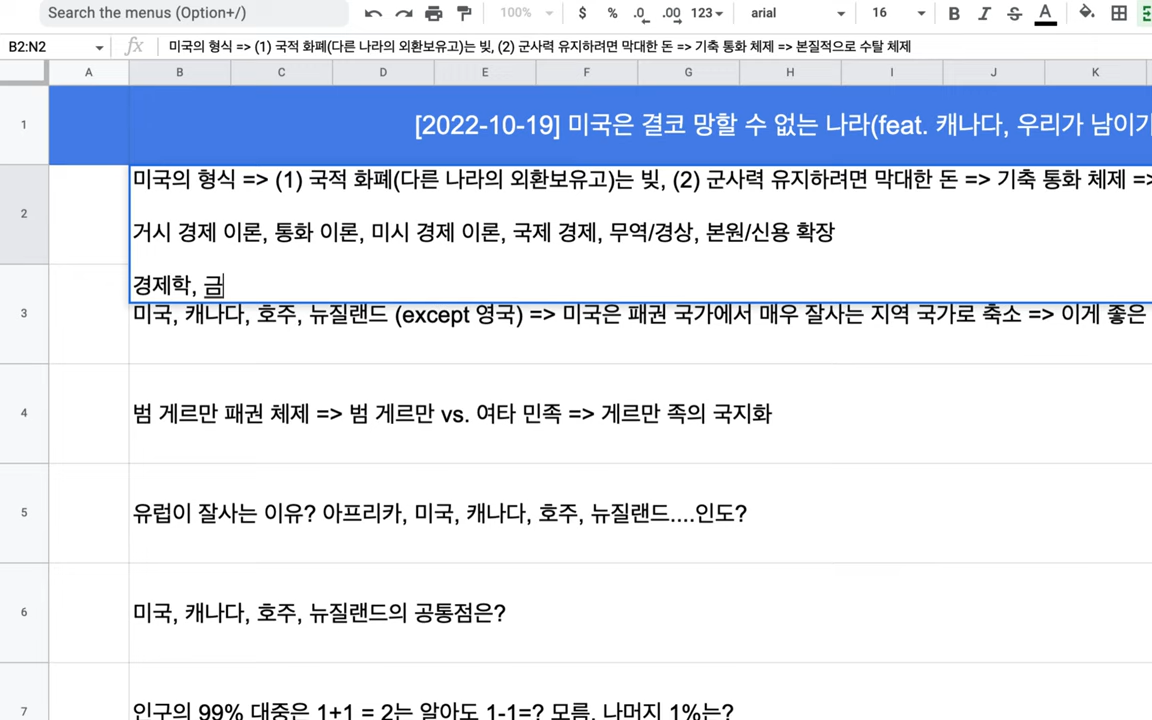 Search the menus (Option+/)
100%
$ % .0 .00 123
arial
16
B I S A
B2:N2
fx
미국의 형식 => (1) 국적 화폐(다른 나라의 외환보유고)는 빚, (2) 군사력 유지하려면 막대한 돈 => 기축 통화 체제 => 본질적으로 수탈 체제
A B C D E F G H I J K
1
[2022-10-19] 미국은 결코 망할 수 없는 나라(feat. 캐나다, 우리가 남이가
2
미국의 형식 => (1) 국적 화폐(다른 나라의 외환보유고)는 빚, (2) 군사력 유지하려면 막대한 돈 => 기축 통화 체제 =>
거시 경제 이론, 통화 이론, 미시 경제 이론, 국제 경제, 무역/경상, 본원/신용 확장
경제학, 금
3
미국, 캐나다, 호주, 뉴질랜드 (except 영국) => 미국은 패권 국가에서 매우 잘사는 지역 국가로 축소 => 이게 좋은
4
범 게르만 패권 체제 => 범 게르만 vs. 여타 민족 => 게르만 족의 국지화
5
유럽이 잘사는 이유? 아프리카, 미국, 캐나다, 호주, 뉴질랜드....인도?
6
미국, 캐나다, 호주, 뉴질랜드의 공통점은?
7
인구의 99% 대중은 1+1 = 2는 알아도 1-1=? 모름. 나머지 1%는?